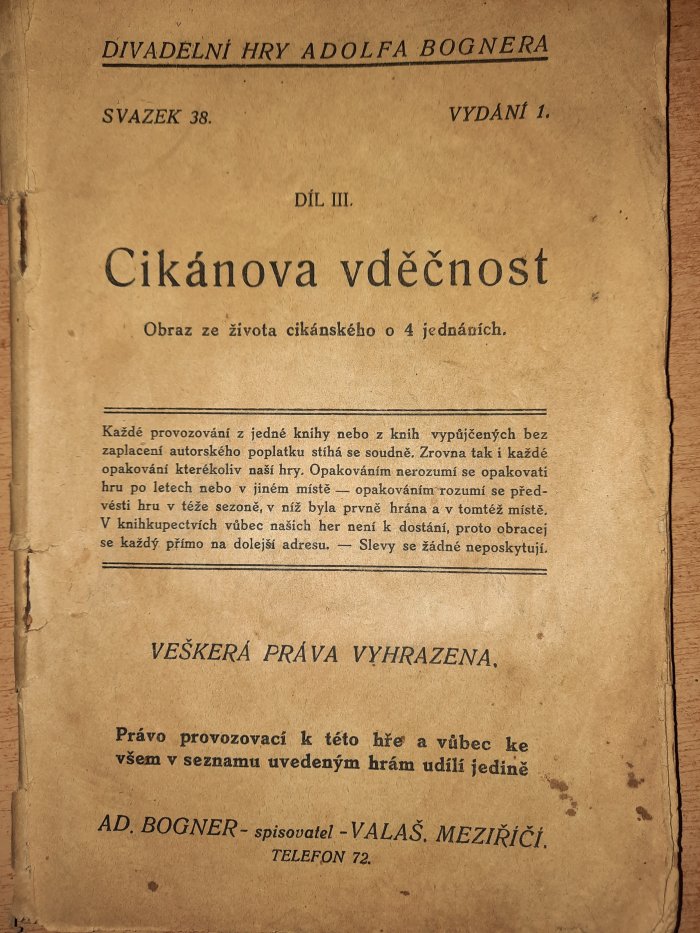 DIVADELNÍ HRY ADOLFA BOGNERA
SVAZEK 38. VYDÁNÍ 1.
DÍL III.
Cikánova vděčnost
Obraz ze života cikánského o 4 jednáních.
Každé provozování z jedné knihy nebo z knih vypůjčených bez
zaplacení autorského poplatku stíhá se soudně. Zrovna tak i každé
opakování kterékoliv naší hry. Opakováním nerozumí se opakovati
hru po letech nebo v jiném místě — opakováním rozumí se před-
vésti hru v téže sezoně, v níž byla prvně hrána a v tomtéž místě.
V knihkupectvích vůbec našich her není k dostání, proto obracej
se každý přímo na dolejší adresu. — Slevy se žádné neposkytují.
VEŠKERÁ PRÁVA VYHRAZENA.
Právo provozovací k této hře a vůbec ke
všem v seznamu uvedeným hrám udílí jedině
AD. BOGNER - spisovatel - VALAŠ. MEZIŘÍČÍ.
TELEFON 72.